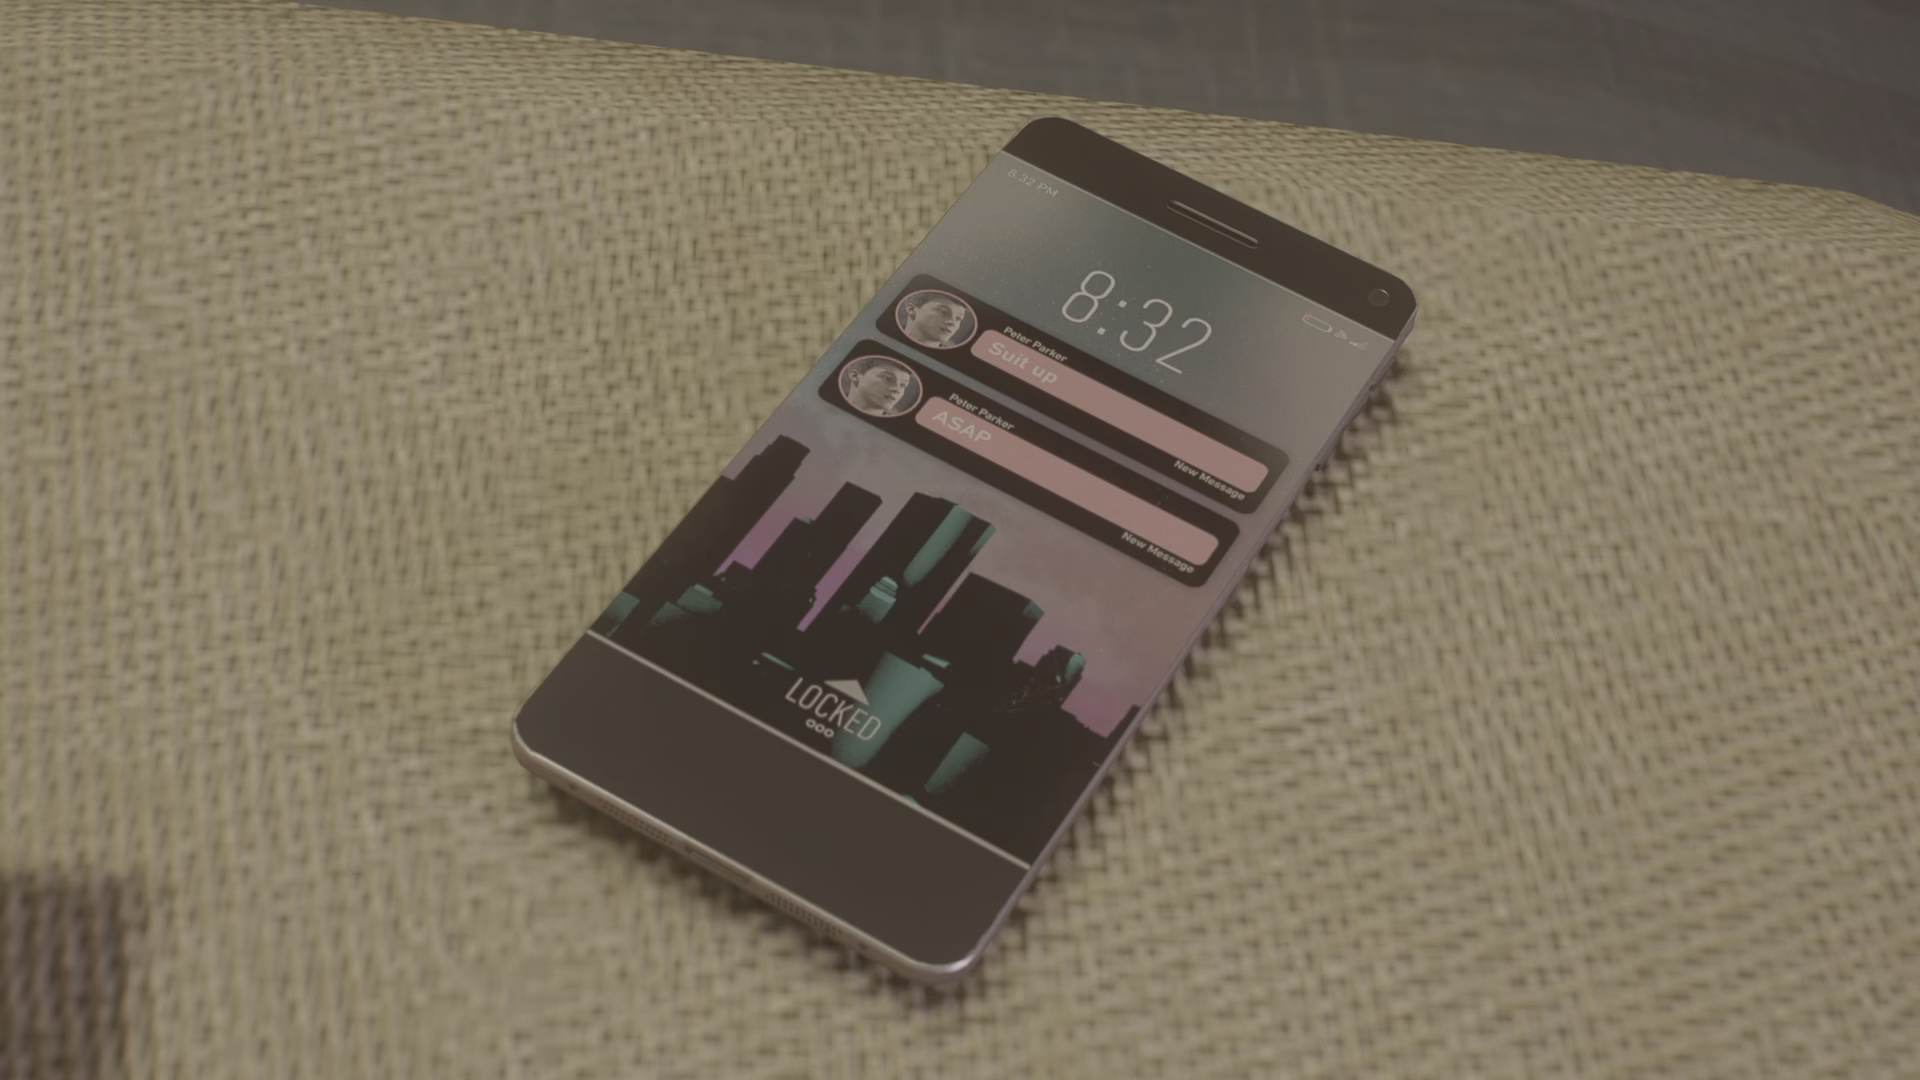 8:32 PM
8:32
Peter Parker
Suit up
New Message
Peter Parker
ASAP
New Message
LOCKED